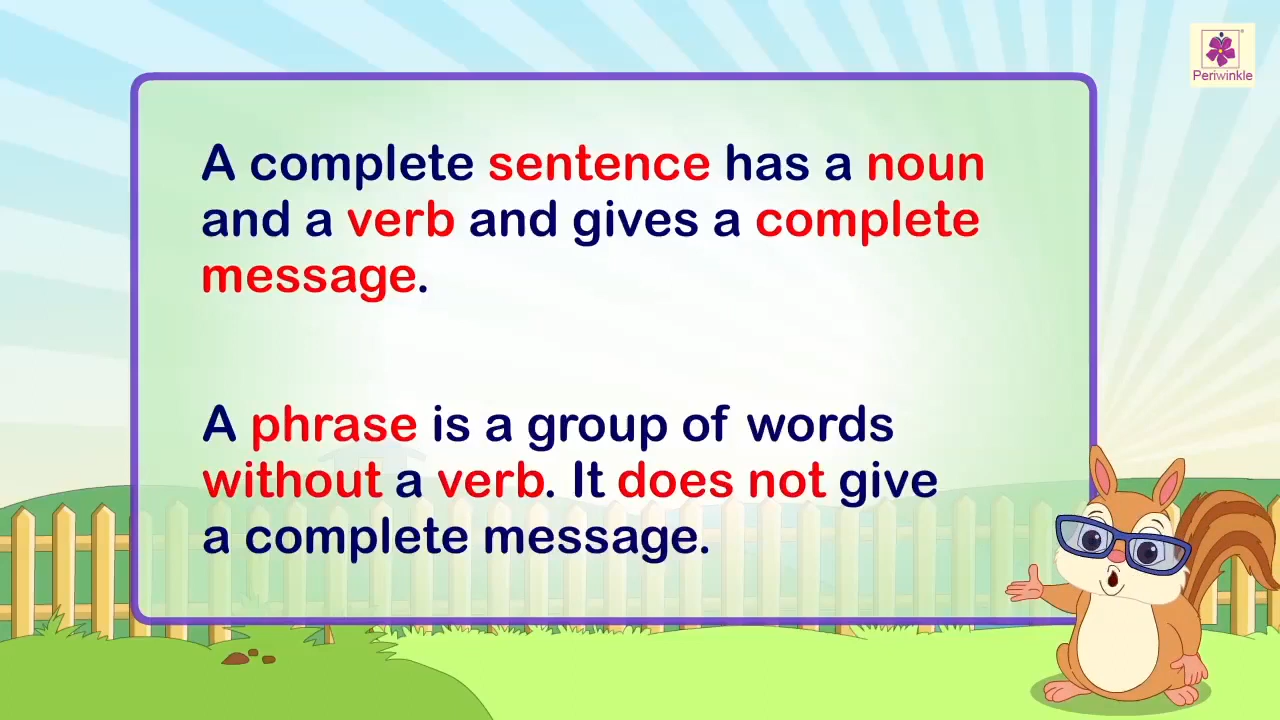 Periwinkle
A complete sentence has a noun
and a verb and gives a complete
message.
A phrase is a group of words
without a verb. It does not give
a complete message.